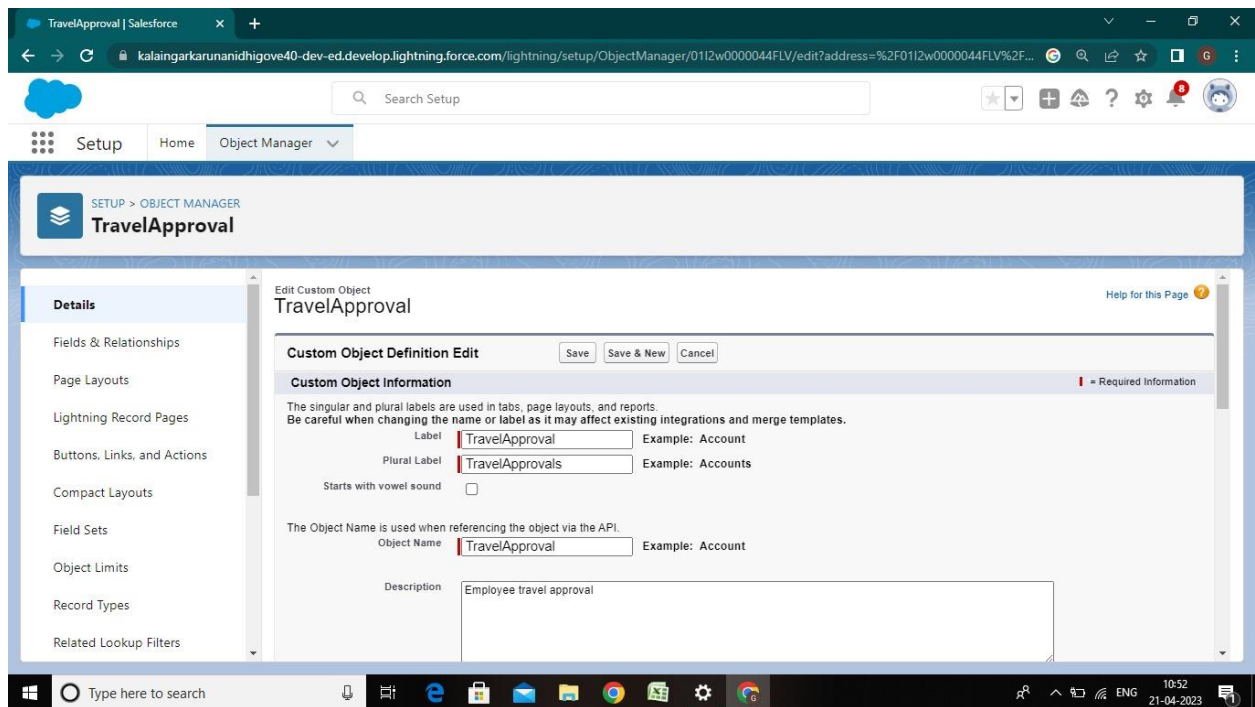 TravelApproval | Salesforce
kalaingarkarunanidhigove40-dev-ed.develop.lightning.force.com/lightning/setup/ObjectManager/01I2w0000044FLV/edit?address=%2F01I2w0000044FLV%2F...
G
Search Setup
8
Setup Home Object Manager
SETUP > OBJECT MANAGER
TravelApproval
Details
Fields & Relationships
Page Layouts
Lightning Record Pages
Buttons, Links, and Actions
Compact Layouts
Field Sets
Object Limits
Record Types
Related Lookup Filters
Edit Custom Object
TravelApproval
Help for this Page
Custom Object Definition Edit Save Save & New Cancel
Custom Object Information = Required Information
The singular and plural labels are used in tabs, page layouts, and reports.
Be careful when changing the name or label as it may affect existing integrations and merge templates.
Label TravelApproval Example: Account
Plural Label TravelApprovals Example: Accounts
Starts with vowel sound
The Object Name is used when referencing the object via the API.
Object Name TravelApproval Example: Account
Description Employee travel approval
Type here to search
ENG
10:52
21-04-2023
1